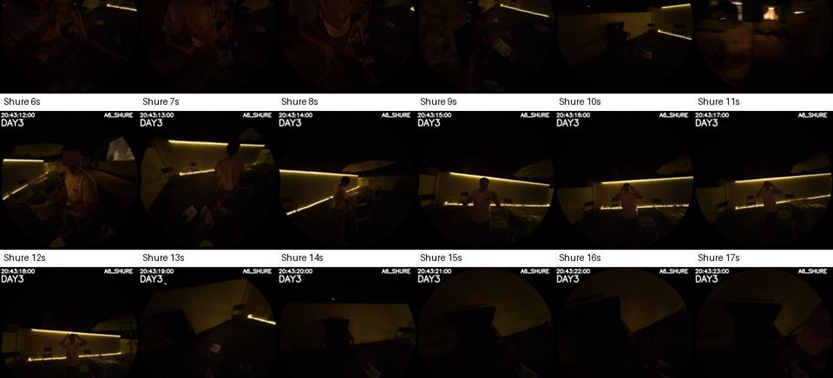 Shure 6s Shure 7s Shure 8s Shure 9s Shure 10s Shure 11s
20:43:12:00 A6_SHURE 20:43:13:00 A6_SHURE 20:43:14:00 A6_SHURE 20:43:15:00 A6_SHURE 20:43:16:00 A6_SHURE 20:43:17:00 A6_SHURE
DAY3 DAY3 DAY3 DAY3 DAY3 DAY3
Shure 12s Shure 13s Shure 14s Shure 15s Shure 16s Shure 17s
20:43:18:00 A6_SHURE 20:43:19:00 A6_SHURE 20:43:20:00 A6_SHURE 20:43:21:00 A6_SHURE 20:43:22:00 A6_SHURE 20:43:23:00 A6_SHURE
DAY3 DAY3 DAY3 DAY3 DAY3 DAY3